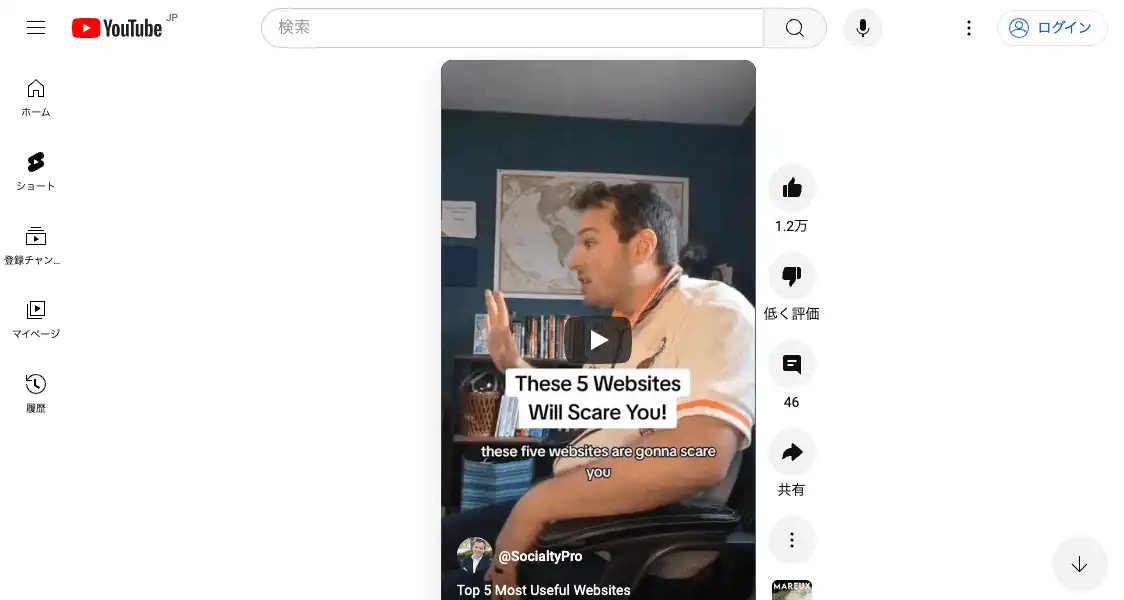 YouTube
JP
検索
ログイン
ホーム
ショート
登録チャン...
マイページ
履歴
These 5 Websites
Will Scare You!
these five websites are gonna scare
you
@SocialtyPro
Top 5 Most Useful Websites
1.2万
低く評価
46
共有
MAREUX